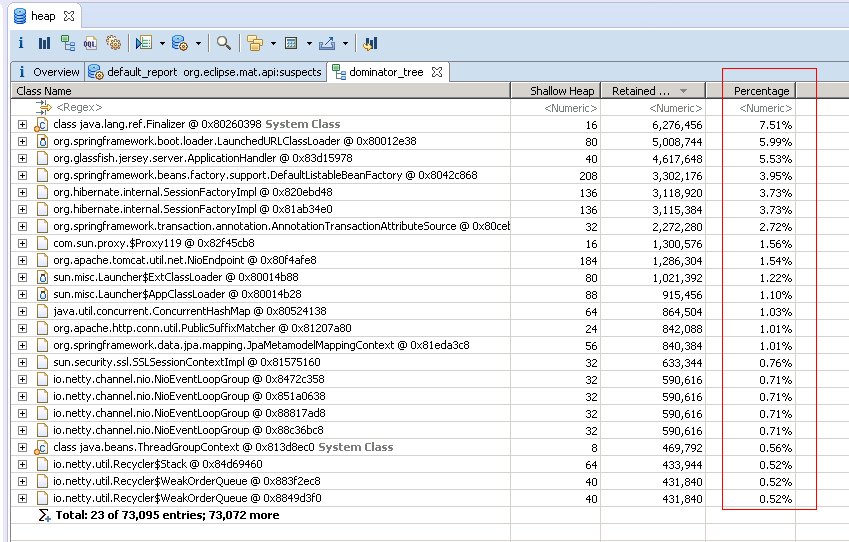 heap
i OQL
i Overview default_report org.eclipse.mat.api:suspects dominator_tree
Class Name Shallow Heap Retained ... Percentage
<Regex> <Numeric> <Numeric> <Numeric>
class java.lang.ref.Finalizer @ 0x80260398 System Class 16 6,276,456 7.51%
org.springframework.boot.loader.LaunchedURLClassLoader @ 0x80012e38 80 5,008,744 5.99%
org.glassfish.jersey.server.ApplicationHandler @ 0x83d15978 40 4,617,648 5.53%
org.springframework.beans.factory.support.DefaultListableBeanFactory @ 0x8042c868 208 3,302,176 3.95%
org.hibernate.internal.SessionFactoryImpl @ 0x820ebd48 136 3,118,920 3.73%
org.hibernate.internal.SessionFactoryImpl @ 0x81ab34e0 136 3,115,384 3.73%
org.springframework.transaction.annotation.AnnotationTransactionAttributeSource @ 0x80ceb 32 2,272,280 2.72%
com.sun.proxy.$Proxy119 @ 0x82f45cb8 16 1,300,576 1.56%
org.apache.tomcat.util.net.NioEndpoint @ 0x80f4afe8 184 1,286,304 1.54%
sun.misc.Launcher$ExtClassLoader @ 0x80014b88 80 1,021,392 1.22%
sun.misc.Launcher$AppClassLoader @ 0x80014b28 88 915,456 1.10%
java.util.concurrent.ConcurrentHashMap @ 0x80524138 64 864,504 1.03%
org.apache.http.conn.util.PublicSuffixMatcher @ 0x81207a80 24 842,088 1.01%
org.springframework.data.jpa.mapping.JpaMetamodelMappingContext @ 0x81eda3c8 56 840,384 1.01%
sun.security.ssl.SSLSessionContextImpl @ 0x81575160 32 633,344 0.76%
io.netty.channel.nio.NioEventLoopGroup @ 0x8472c358 32 590,616 0.71%
io.netty.channel.nio.NioEventLoopGroup @ 0x851a0638 32 590,616 0.71%
io.netty.channel.nio.NioEventLoopGroup @ 0x88817ad8 32 590,616 0.71%
io.netty.channel.nio.NioEventLoopGroup @ 0x88c36bc8 32 590,616 0.71%
class java.beans.ThreadGroupContext @ 0x813d8ec0 System Class 8 469,792 0.56%
io.netty.util.Recycler$Stack @ 0x84d69460 64 433,944 0.52%
io.netty.util.Recycler$WeakOrderQueue @ 0x883f2ec8 40 431,840 0.52%
io.netty.util.Recycler$WeakOrderQueue @ 0x8849d3f0 40 431,840 0.52%
Total: 23 of 73,095 entries; 73,072 more